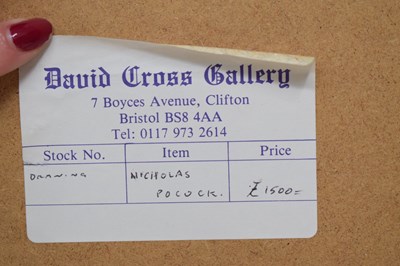 David Cross Gallery
7 Boyces Avenue, Clifton
Bristol BS8 4AA
Tel: 0117 973 2614
Stock No. Item Price
DRAWING NICHOLAS
POCOCK. £1500=